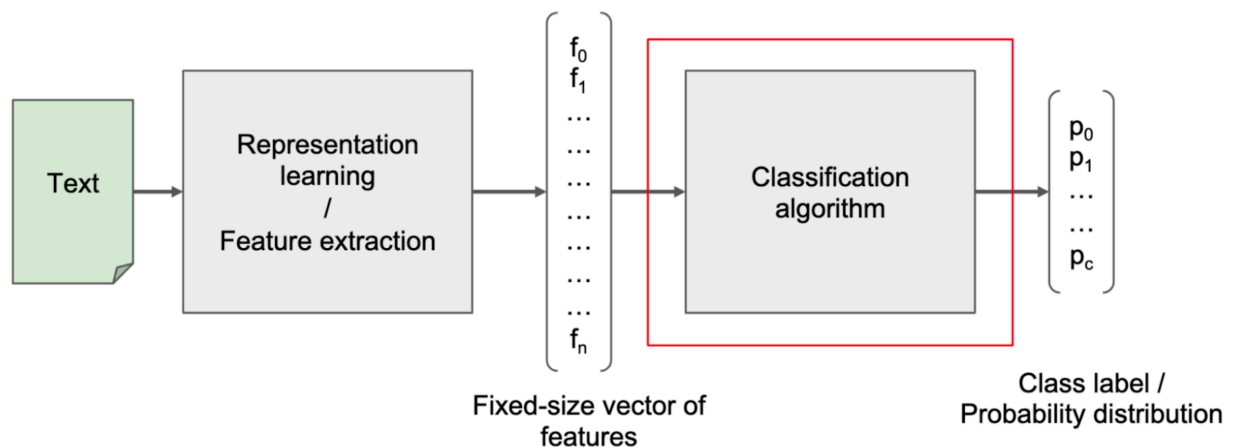 Text
Representation
learning
/
Feature extraction
f₀
f₁
...
...
...
...
...
...
...
fₙ
Fixed-size vector of
features
Classification
algorithm
p₀
p₁
...
...
p_c
Class label /
Probability distribution